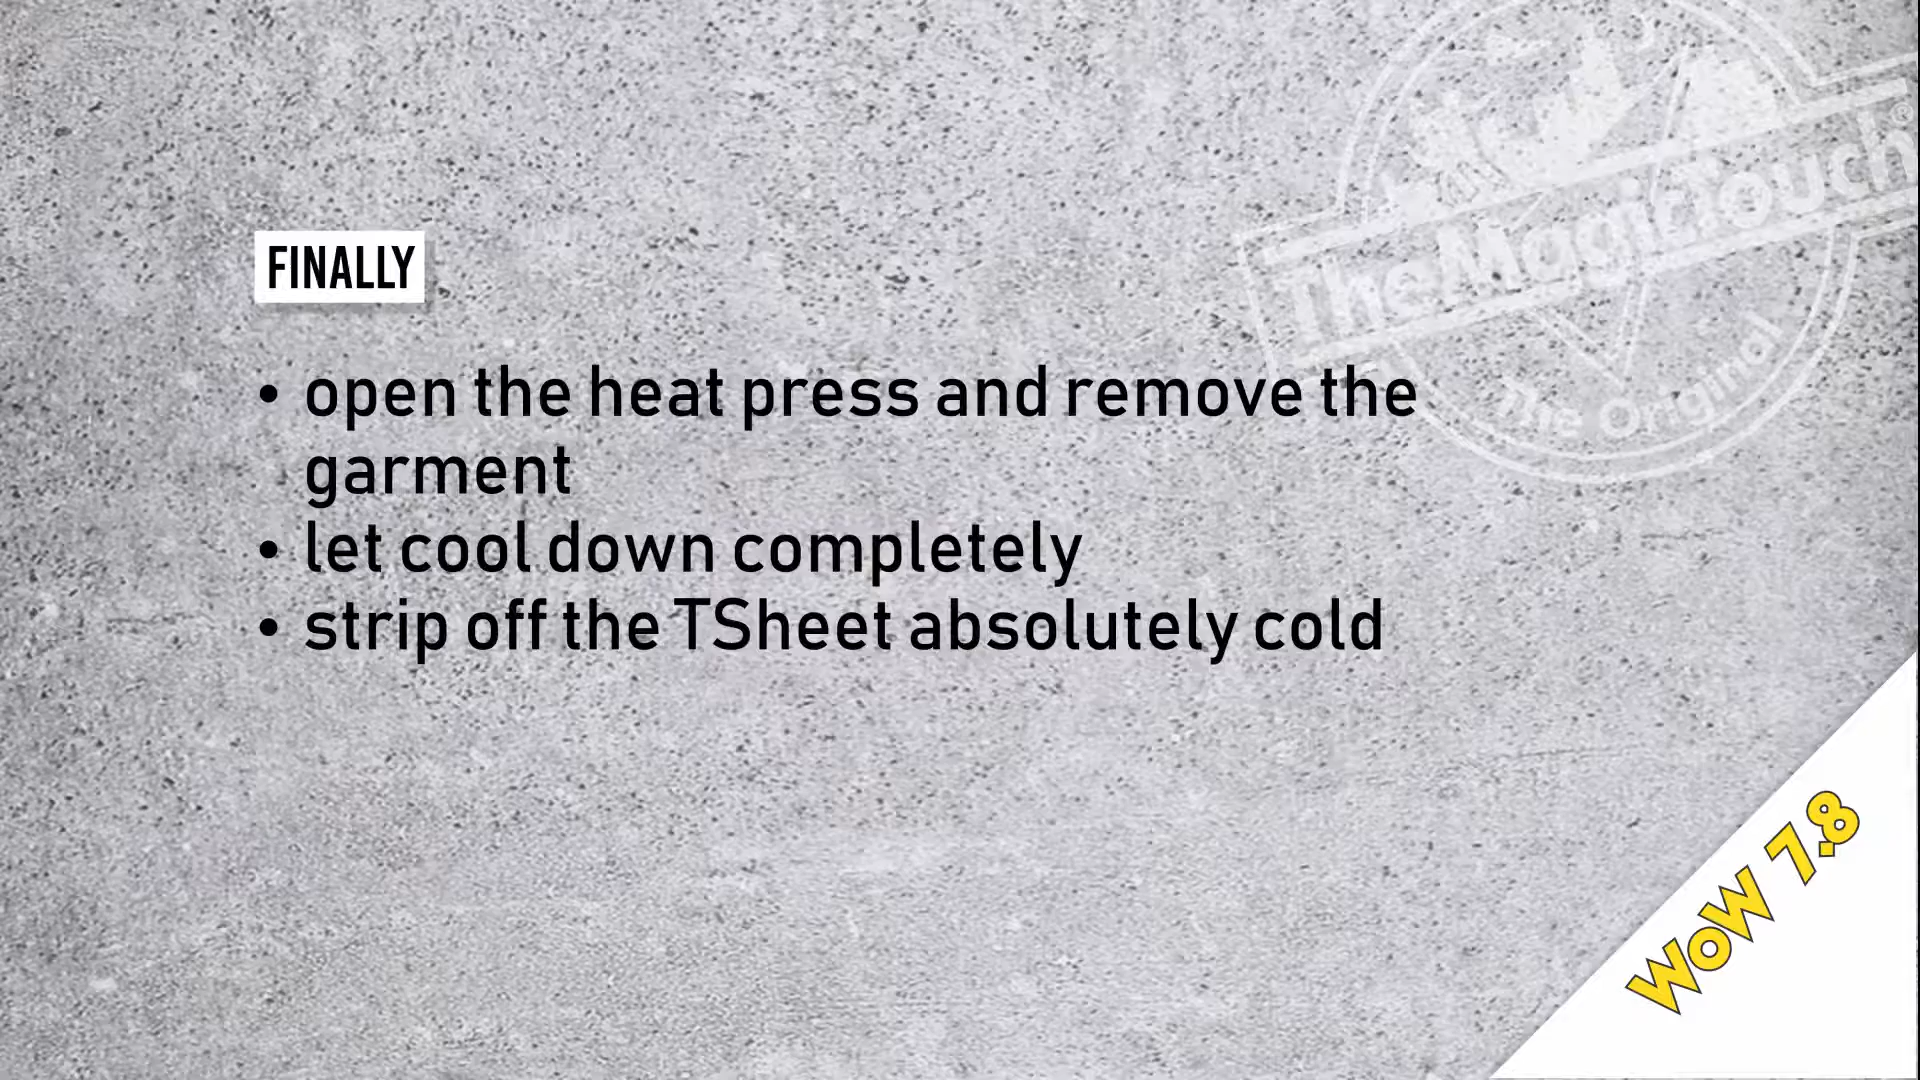 TheMagicTouch®
The Original
FINALLY
• open the heat press and remove the
garment
• let cool down completely
• strip off the TSheet absolutely cold
WoW 7.8